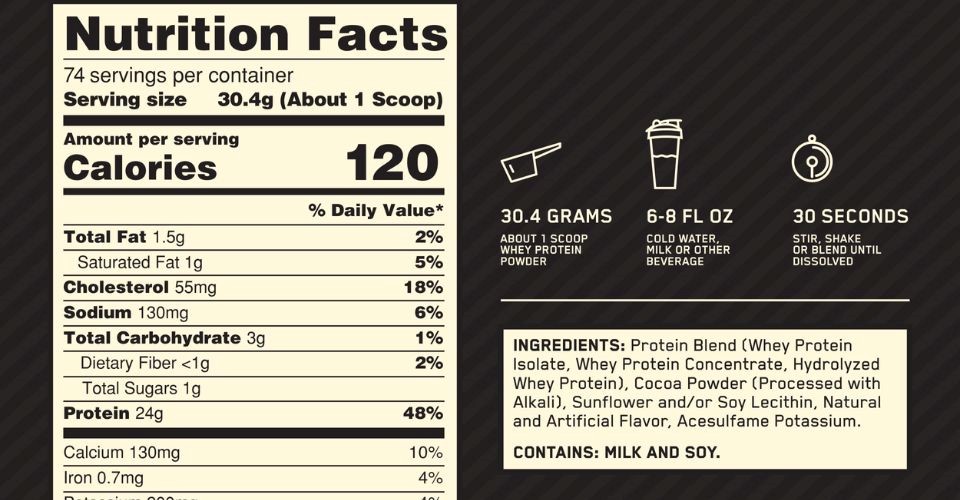 Nutrition Facts
74 servings per container
Serving size 30.4g (About 1 Scoop)
Amount per serving
Calories 120
% Daily Value*
Total Fat 1.5g 2%
Saturated Fat 1g 5%
Cholesterol 55mg 18%
Sodium 130mg 6%
Total Carbohydrate 3g 1%
Dietary Fiber <1g 2%
Total Sugars 1g
Protein 24g 48%
Calcium 130mg 10%
Iron 0.7mg 4%
30.4 GRAMS
ABOUT 1 SCOOP
WHEY PROTEIN
POWDER
6-8 FL OZ
COLD WATER,
MILK OR OTHER
BEVERAGE
30 SECONDS
STIR, SHAKE
OR BLEND UNTIL
DISSOLVED
INGREDIENTS: Protein Blend (Whey Protein
Isolate, Whey Protein Concentrate, Hydrolyzed
Whey Protein), Cocoa Powder (Processed with
Alkali), Sunflower and/or Soy Lecithin, Natural
and Artificial Flavor, Acesulfame Potassium.
CONTAINS: MILK AND SOY.